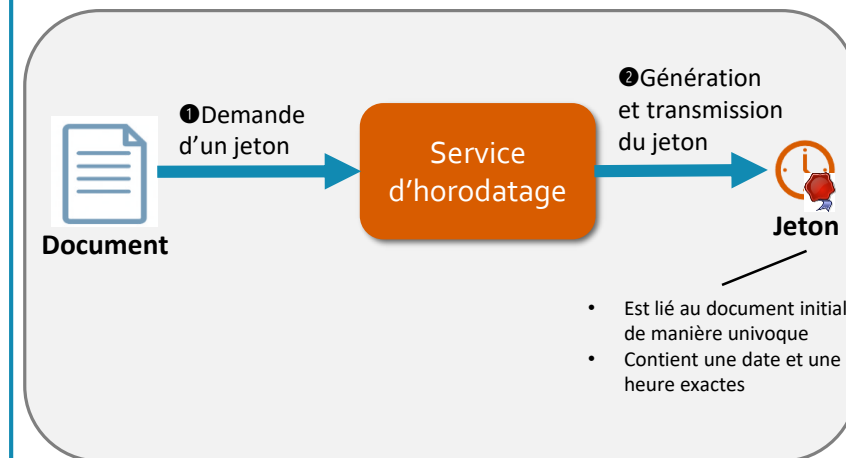 ❶Demande
d'un jeton
Document
Service
d'horodatage
❷Génération
et transmission
du jeton
Jeton
• Est lié au document initial
de manière univoque
• Contient une date et une
heure exactes